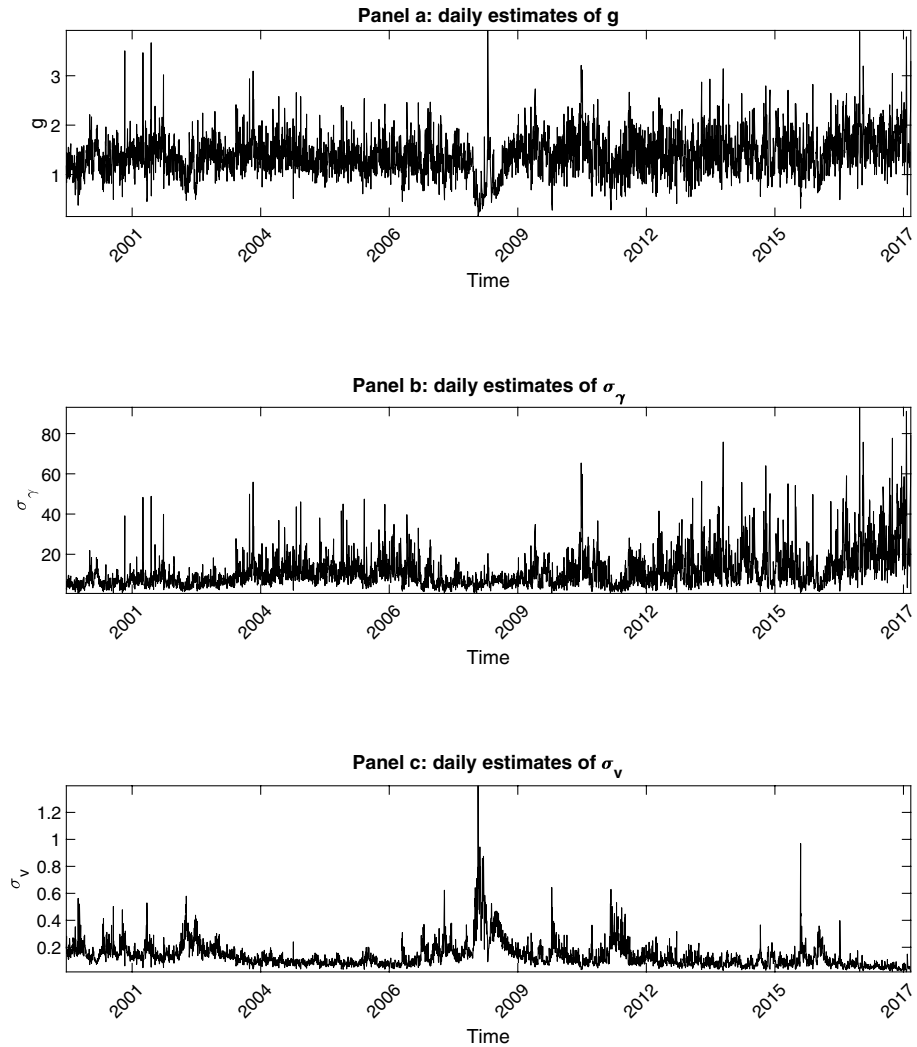 Panel a: daily estimates of g
3
2
1
g
2001 2004 2006 2009 2012 2015 2017
Time
Panel b: daily estimates of σγ
80
60
40
20
σγ
2001 2004 2006 2009 2012 2015 2017
Time
Panel c: daily estimates of σv
1.2
1
0.8
0.6
0.4
0.2
σv
2001 2004 2006 2009 2012 2015 2017
Time